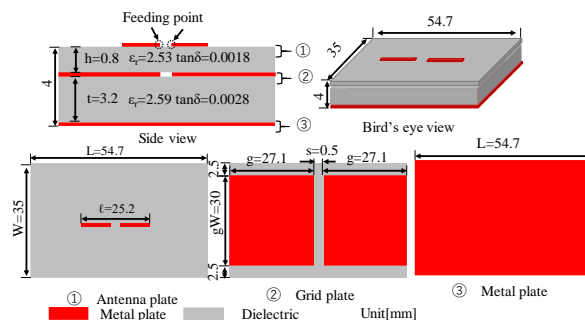 Feeding point
h=0.8 εr=2.53 tanδ=0.0018
4
t=3.2 εr=2.59 tanδ=0.0028
①
②
③
Side view
54.7
35
4
Bird's eye view
L=54.7
W=35
ℓ=25.2
s=0.5
g=27.1 g=27.1
2.5
gW=30
2.5
L=54.7
① Antenna plate
② Grid plate
③ Metal plate
Metal plate Dielectric Unit[mm]